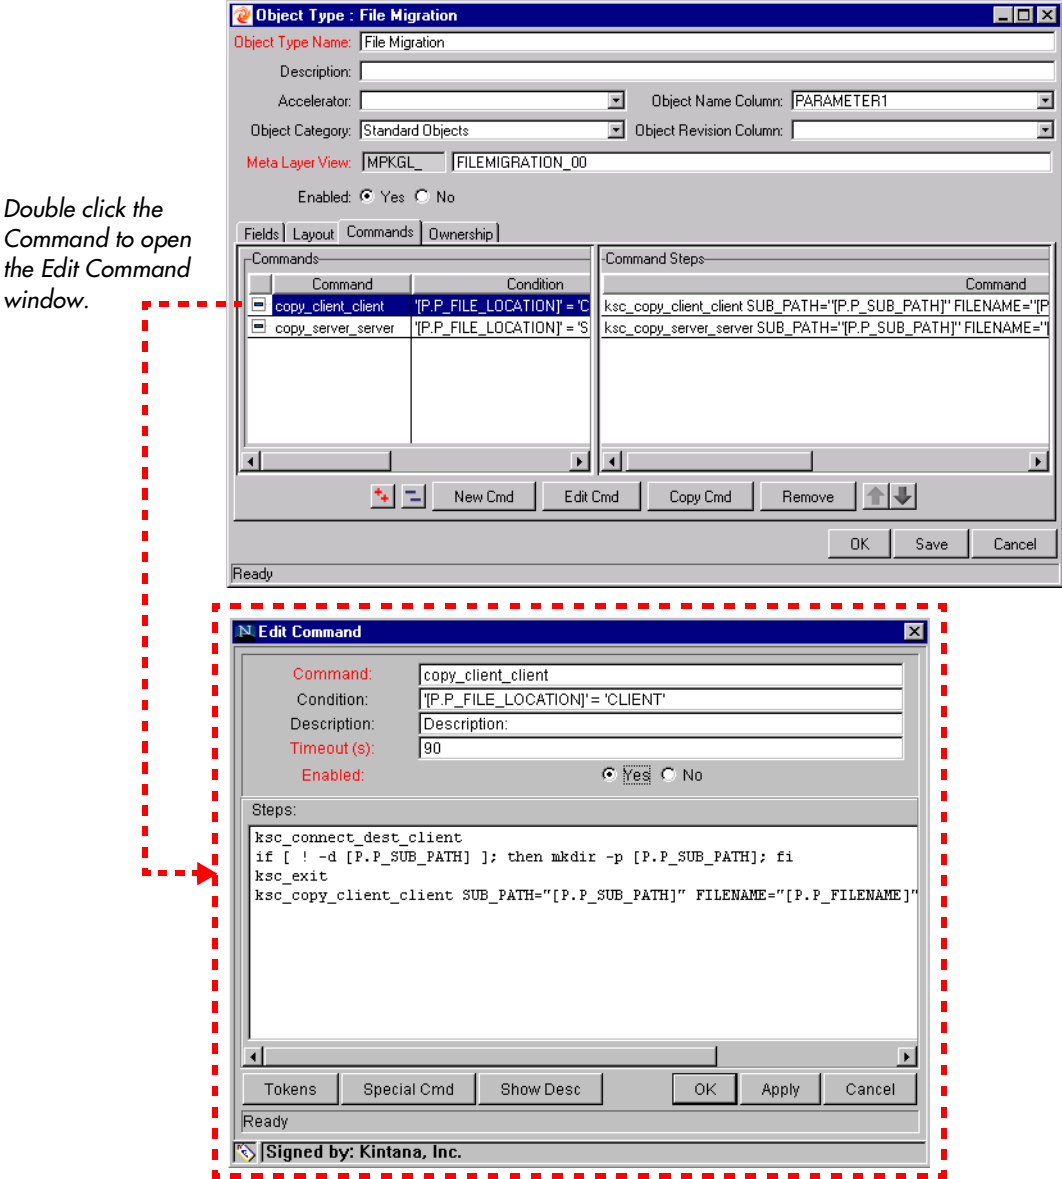 Object Type : File Migration
Object Type Name: File Migration
Description:
Accelerator: Object Name Column: PARAMETER1
Object Category: Standard Objects Object Revision Column:
Meta Layer View: MPKGL_ FILEMIGRATION_00
Enabled: Yes No
Double click the
Command to open
the Edit Command
window.
Fields Layout Commands Ownership
Commands Command Steps
Command Condition Command
copy_client_client '[P.P_FILE_LOCATION]' = 'C ksc_copy_client_client SUB_PATH="[P.P_SUB_PATH]" FILENAME="[P
copy_server_server '[P.P_FILE_LOCATION]' = 'S ksc_copy_server_server SUB_PATH="[P.P_SUB_PATH]" FILENAME="[
New Cmd Edit Cmd Copy Cmd Remove
OK Save Cancel
Ready
Edit Command
Command: copy_client_client
Condition: '[P.P_FILE_LOCATION]' = 'CLIENT'
Description: Description:
Timeout (s): 90
Enabled: Yes No
Steps:
ksc_connect_dest_client
if [ ! -d [P.P_SUB_PATH] ]; then mkdir -p [P.P_SUB_PATH]; fi
ksc_exit
ksc_copy_client_client SUB_PATH="[P.P_SUB_PATH]" FILENAME="[P.P_FILENAME]"
Tokens Special Cmd Show Desc OK Apply Cancel
Ready
Signed by: Kintana, Inc.